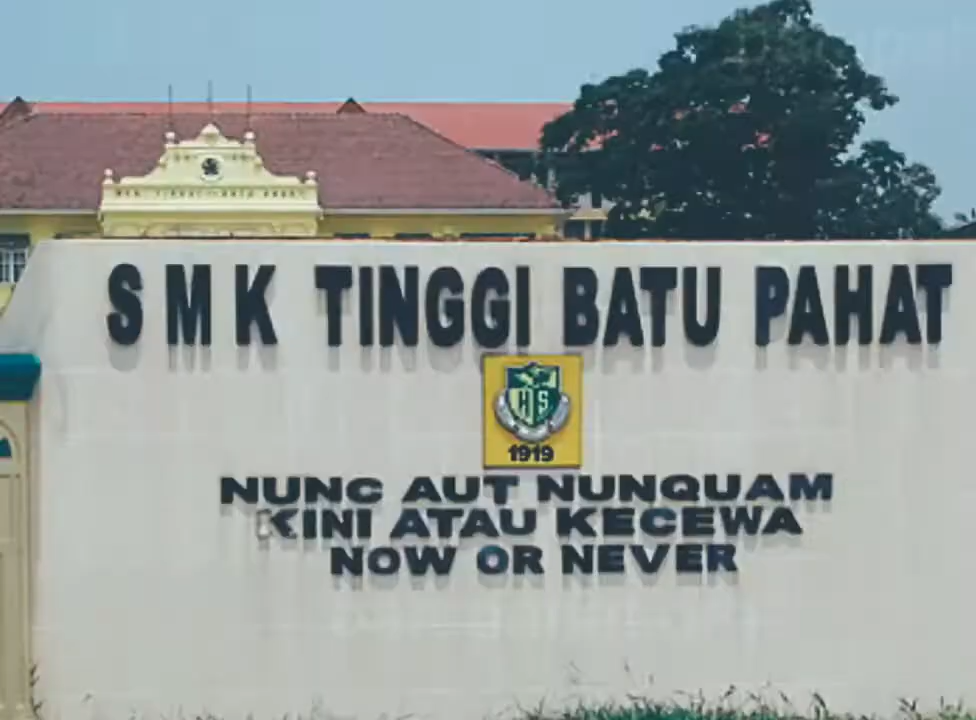 SMK TINGGI BATU PAHAT
HS
1919
NUNC AUT NUNQUAM
KINI ATAU KECEWA
NOW OR NEVER